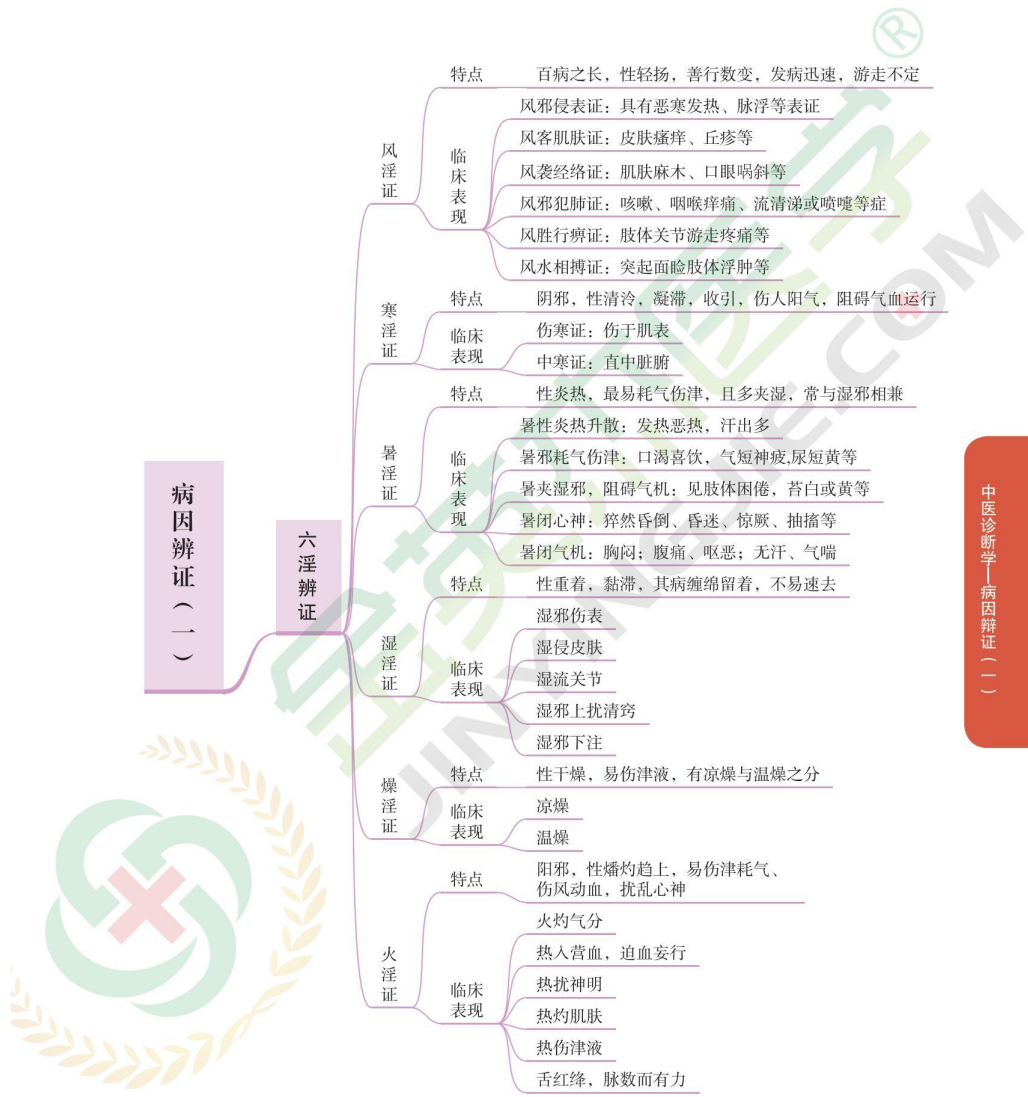 病因辨证（一）
六淫辨证
风淫证
特点
百病之长，性轻扬，善行数变，发病迅速，游走不定
临床表现
风邪侵表证：具有恶寒发热、脉浮等表证
风客肌肤证：皮肤瘙痒、丘疹等
风袭经络证：肌肤麻木、口眼㖞斜等
风邪犯肺证：咳嗽、咽喉痒痛、流清涕或喷嚏等症
风胜行痹证：肢体关节游走疼痛等
风水相搏证：突起面睑肢体浮肿等
寒淫证
特点
阴邪，性清泠，凝滞，收引，伤人阳气，阻碍气血运行
临床
表现
伤寒证：伤于肌表
中寒证：直中脏腑
暑淫证
特点
性炎热，最易耗气伤津，且多夹湿，常与湿邪相兼
临床表现
暑性炎热升散：发热恶热，汗出多
暑邪耗气伤津：口渴喜饮，气短神疲,尿短黄等
暑夹湿邪，阻碍气机：见肢体困倦，苔白或黄等
暑闭心神：猝然昏倒、昏迷、惊厥、抽搐等
暑闭气机：胸闷；腹痛、呕恶；无汗、气喘
湿淫证
特点
性重着，黏滞，其病缠绵留着，不易速去
临床
表现
湿邪伤表
湿侵皮肤
湿流关节
湿邪上扰清窍
湿邪下注
燥淫证
特点
性干燥，易伤津液，有凉燥与温燥之分
临床
表现
凉燥
温燥
火淫证
特点
阳邪，性燔灼趋上，易伤津耗气、
伤风动血，扰乱心神
临床
表现
火灼气分
热入营血，迫血妄行
热扰神明
热灼肌肤
热伤津液
舌红绛，脉数而有力
中医诊断学—病因辩证（一）
金英杰医学®
JINYINGJIE.COM